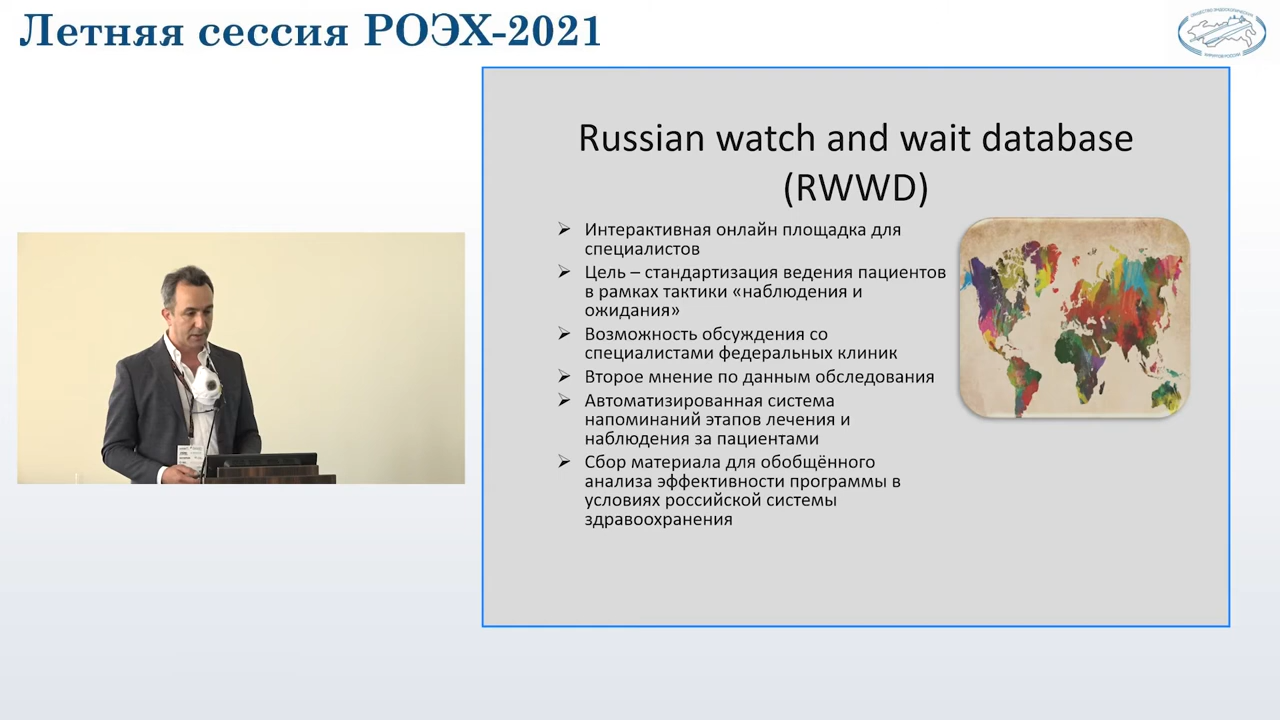 Летняя сессия РОЭХ-2021
Russian watch and wait database
(RWWD)
➢ Интерактивная онлайн площадка для
специалистов
➢ Цель – стандартизация ведения пациентов
в рамках тактики «наблюдения и
ожидания»
➢ Возможность обсуждения со
специалистами федеральных клиник
➢ Второе мнение по данным обследования
➢ Автоматизированная система
напоминаний этапов лечения и
наблюдения за пациентами
➢ Сбор материала для обобщённого
анализа эффективности программы в
условиях российской системы
здравоохранения